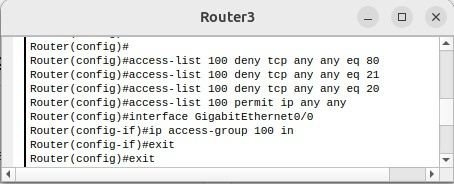 Router3
Router(config)#
Router(config)#access-list 100 deny tcp any any eq 80
Router(config)#access-list 100 deny tcp any any eq 21
Router(config)#access-list 100 deny tcp any any eq 20
Router(config)#access-list 100 permit ip any any
Router(config)#interface GigabitEthernet0/0
Router(config-if)#ip access-group 100 in
Router(config-if)#exit
Router(config)#exit